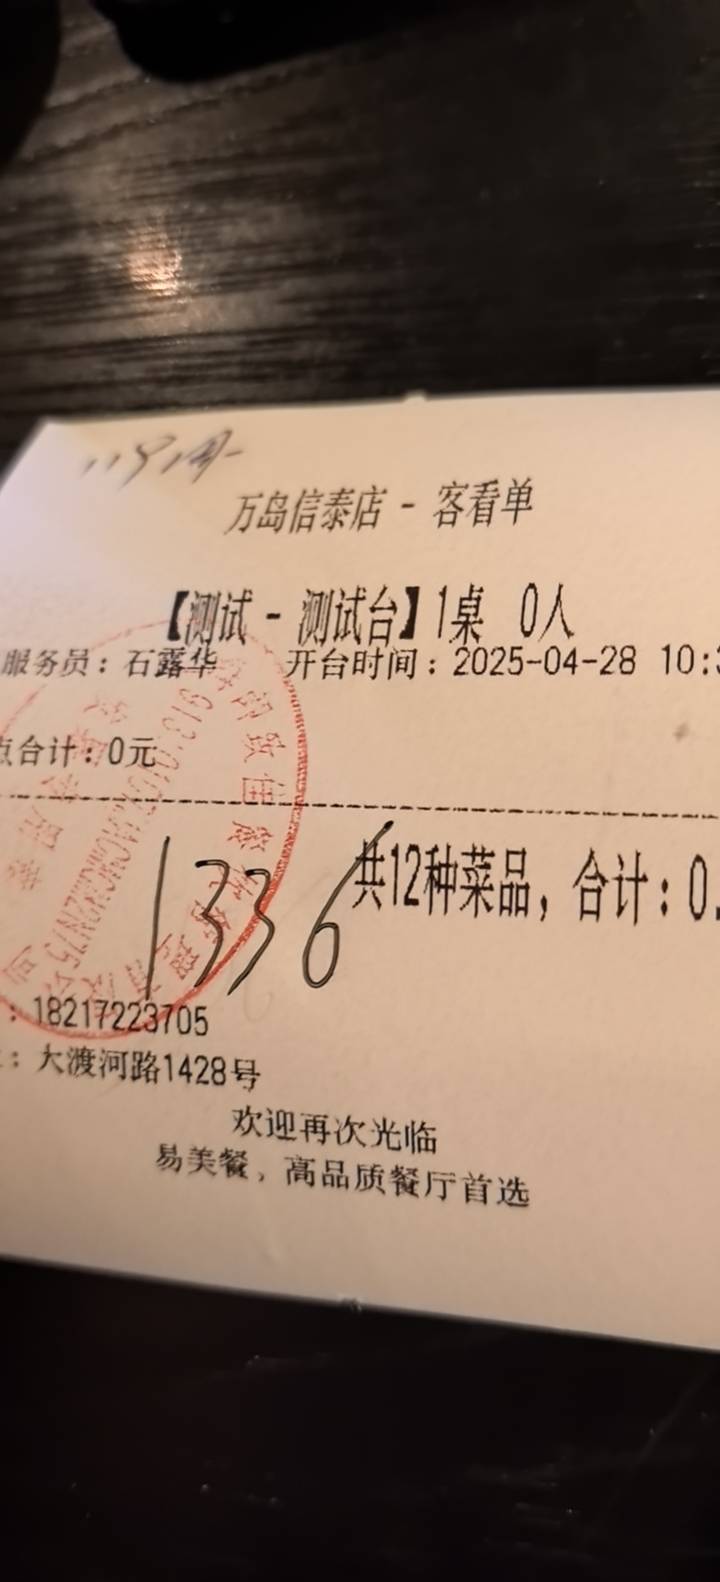 万岛信泰店 - 客看单
【测试 - 测试台】1桌 0人
服务员：石露华 开台时间：2025-04-28 10:3
点合计：0元
共12种菜品，合计：0.
1336
：18217223705
：大渡河路1428号
欢迎再次光临
易美餐，高品质餐厅首选